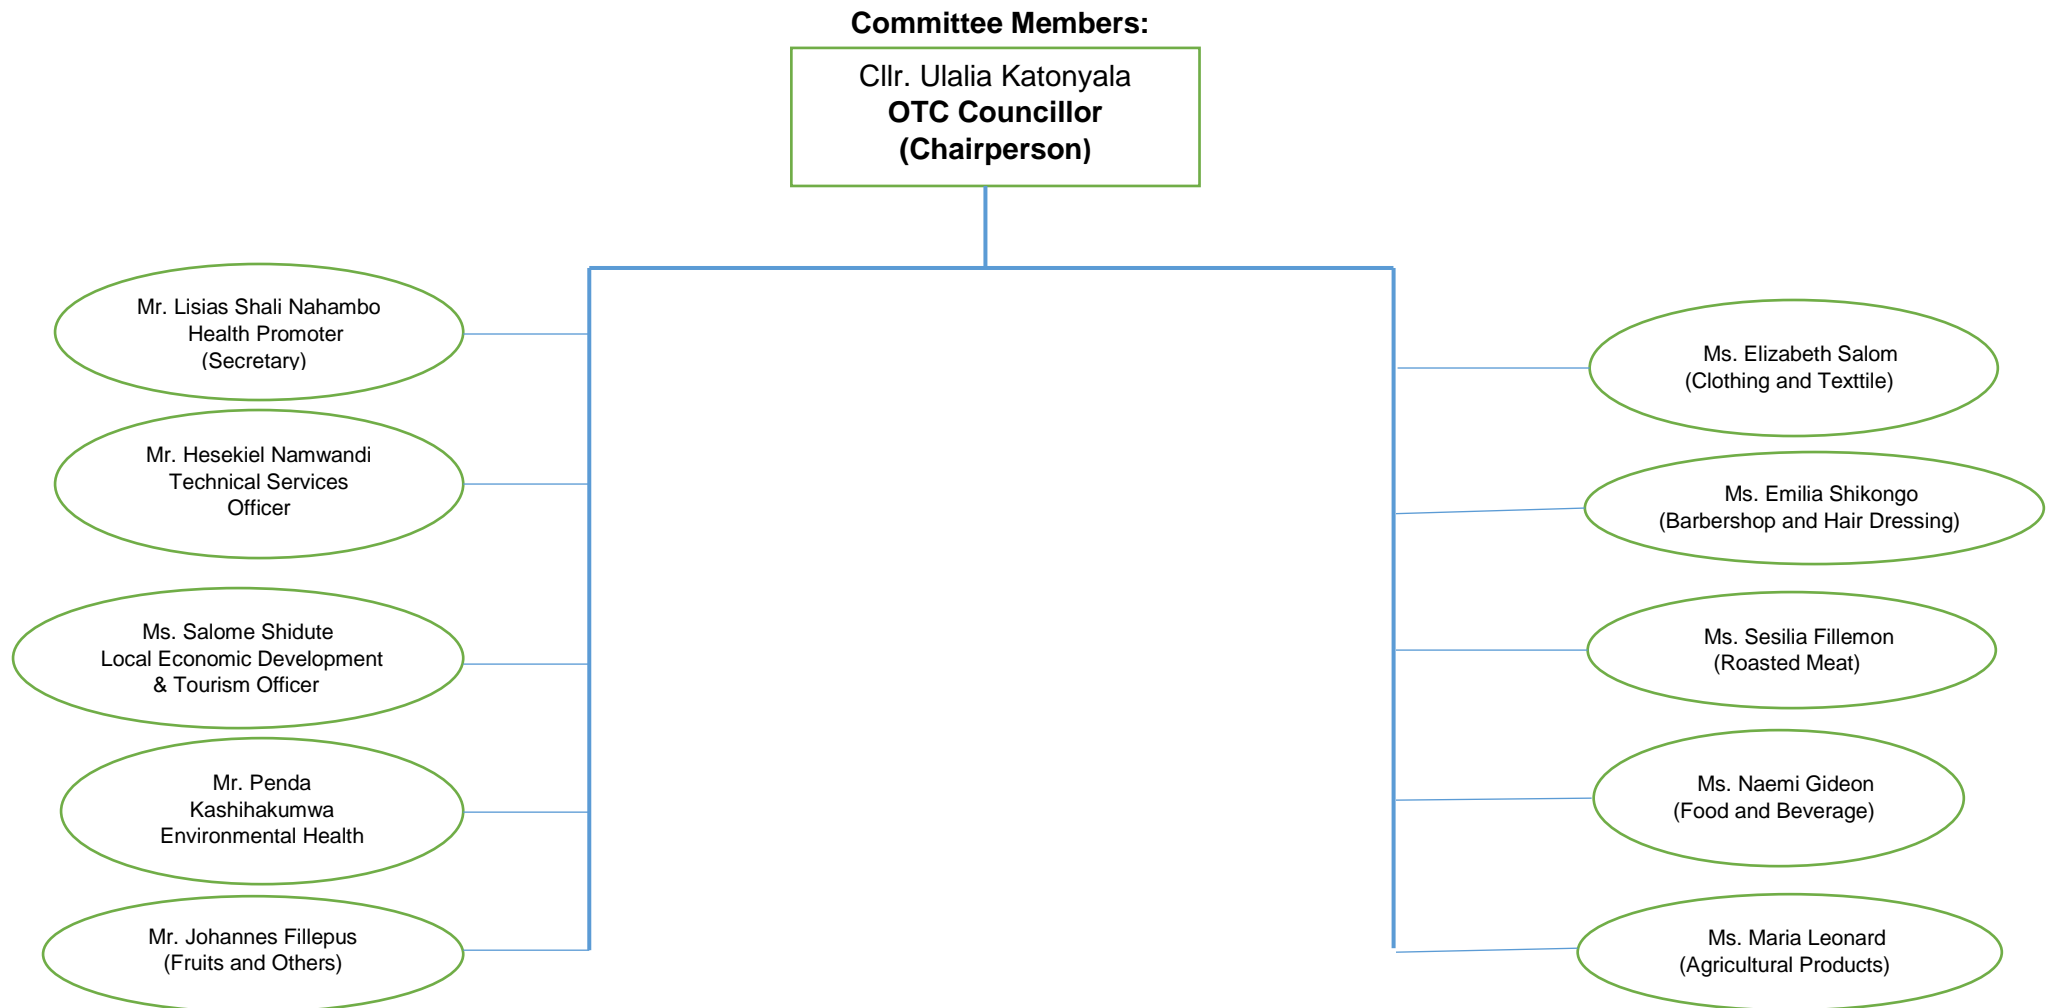 Committee Members:
Cllr. Ulalia Katonyala
OTC Councillor
(Chairperson)
Mr. Lisias Shali Nahambo
Health Promoter
(Secretary)
Mr. Hesekiel Namwandi
Technical Services
Officer
Ms. Salome Shidute
Local Economic Development
& Tourism Officer
Mr. Penda
Kashihakumwa
Environmental Health
Mr. Johannes Fillepus
(Fruits and Others)
Ms. Elizabeth Salom
(Clothing and Texttile)
Ms. Emilia Shikongo
(Barbershop and Hair Dressing)
Ms. Sesilia Fillemon
(Roasted Meat)
Ms. Naemi Gideon
(Food and Beverage)
Ms. Maria Leonard
(Agricultural Products)